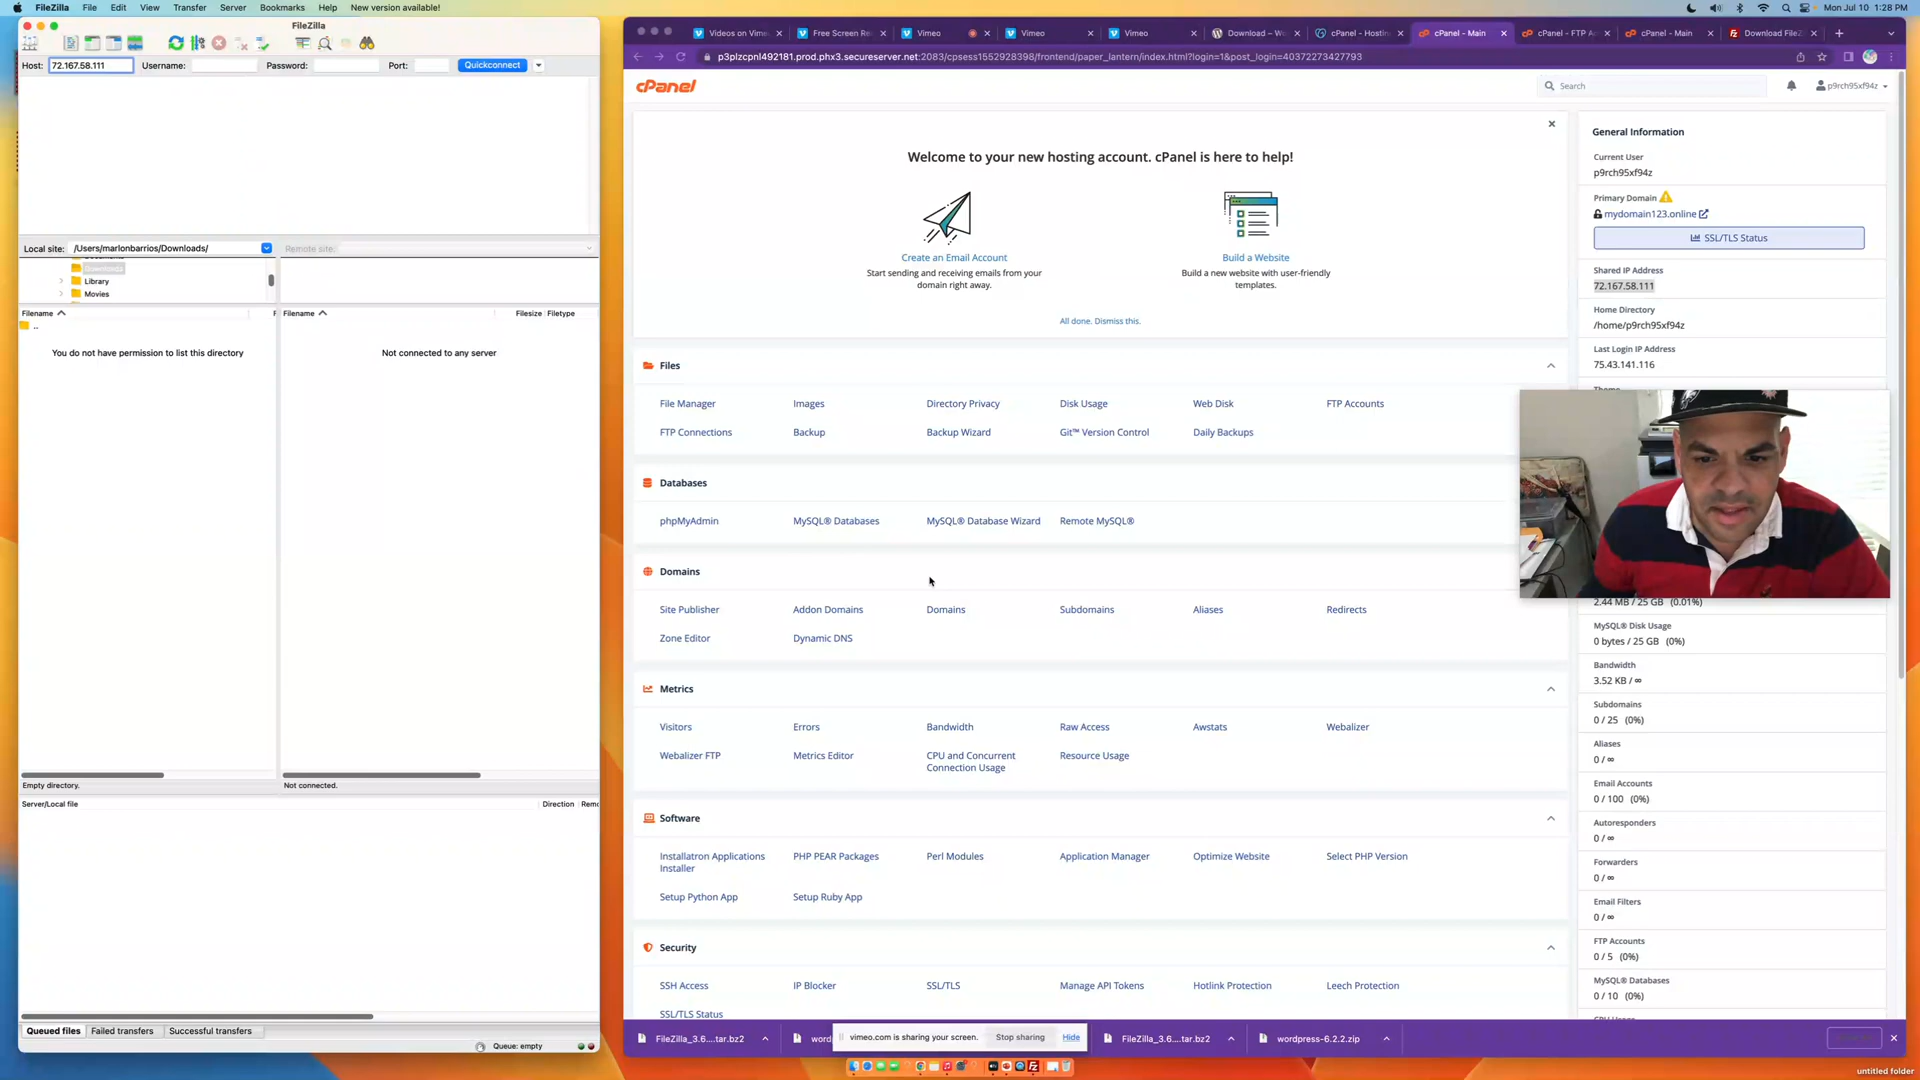 FileZilla File Edit View Transfer Server Bookmarks Help New version available!
Mon Jul 10 1:28 PM
FileZilla
Host: 72.167.58.111 Username: Password: Port: Quickconnect
Local site: /Users/marlonbarrios/Downloads/
Remote site:
Downloads
Library
Movies
Filename
..
You do not have permission to list this directory
Filename Filesize Filetype
Not connected to any server
Empty directory.
Not connected.
Server/Local file Direction Remo
Queued files Failed transfers Successful transfers
Queue: empty
Videos on Vime
Free Screen Re
Vimeo
Vimeo
Vimeo
Download – Wo
cPanel - Hostin
cPanel - Main
cPanel - FTP A
cPanel - Main
Download FileZ
p3plzcpnl492181.prod.phx3.secureserver.net:2083/cpsess1552928398/frontend/paper_lantern/index.html?login=1&post_login=40372273427793
cPanel
Search
p9rch95xf94z
Welcome to your new hosting account. cPanel is here to help!
Create an Email Account
Start sending and receiving emails from your
domain right away.
Build a Website
Build a new website with user-friendly
templates.
All done. Dismiss this.
Files
File Manager Images Directory Privacy Disk Usage Web Disk FTP Accounts
FTP Connections Backup Backup Wizard Git™ Version Control Daily Backups
Databases
phpMyAdmin MySQL® Databases MySQL® Database Wizard Remote MySQL®
Domains
Site Publisher Addon Domains Domains Subdomains Aliases Redirects
Zone Editor Dynamic DNS
Metrics
Visitors Errors Bandwidth Raw Access Awstats Webalizer
Webalizer FTP Metrics Editor CPU and Concurrent
Connection Usage Resource Usage
Software
Installatron Applications
Installer PHP PEAR Packages Perl Modules Application Manager Optimize Website Select PHP Version
Setup Python App Setup Ruby App
Security
SSH Access IP Blocker SSL/TLS Manage API Tokens Hotlink Protection Leech Protection
SSL/TLS Status
General Information
Current User
p9rch95xf94z
Primary Domain
mydomain123.online
SSL/TLS Status
Shared IP Address
72.167.58.111
Home Directory
/home/p9rch95xf94z
Last Login IP Address
75.43.141.116
2.44 MB / 25 GB (0.01%)
MySQL® Disk Usage
0 bytes / 25 GB (0%)
Bandwidth
3.52 KB / ∞
Subdomains
0 / 25 (0%)
Aliases
0 / ∞
Email Accounts
0 / 100 (0%)
Autoresponders
0 / ∞
Forwarders
0 / ∞
Email Filters
0 / ∞
FTP Accounts
0 / 5 (0%)
MySQL® Databases
0 / 10 (0%)
FileZilla_3.6....tar.bz2
word
vimeo.com is sharing your screen. Stop sharing Hide
FileZilla_3.6....tar.bz2
wordpress-6.2.2.zip
untitled folder